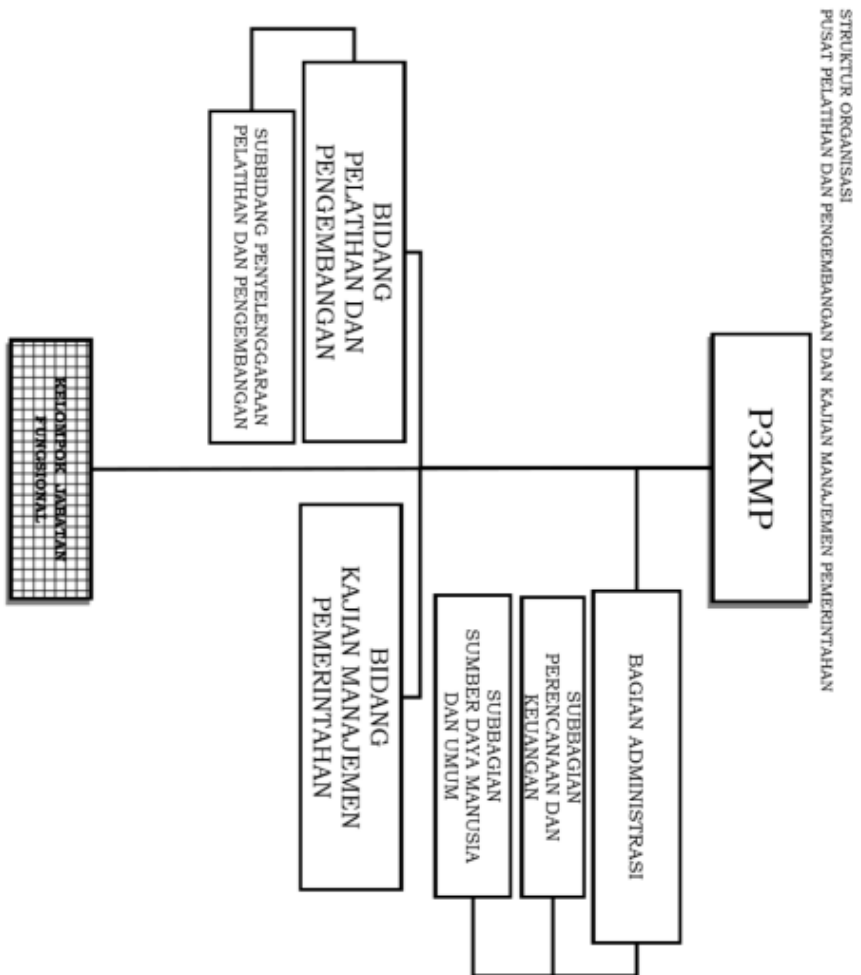 STRUKTUR ORGANISASI
PUSAT PELATIHAN DAN PENGEMBANGAN DAN KAJIAN MANAJEMEN PEMERINTAHAN
P3KMP
BAGIAN ADMINISTRASI
SUBBAGIAN
PERENCANAAN DAN
KEUANGAN
SUBBAGIAN
SUMBER DAYA MANUSIA
DAN UMUM
BIDANG
PELATIHAN DAN
PENGEMBANGAN
SUBBIDANG PENYELENGGARAAN
PELATIHAN DAN PENGEMBANGAN
BIDANG
KAJIAN MANAJEMEN
PEMERINTAHAN
KELOMPOK JABATAN
FUNGSIONAL